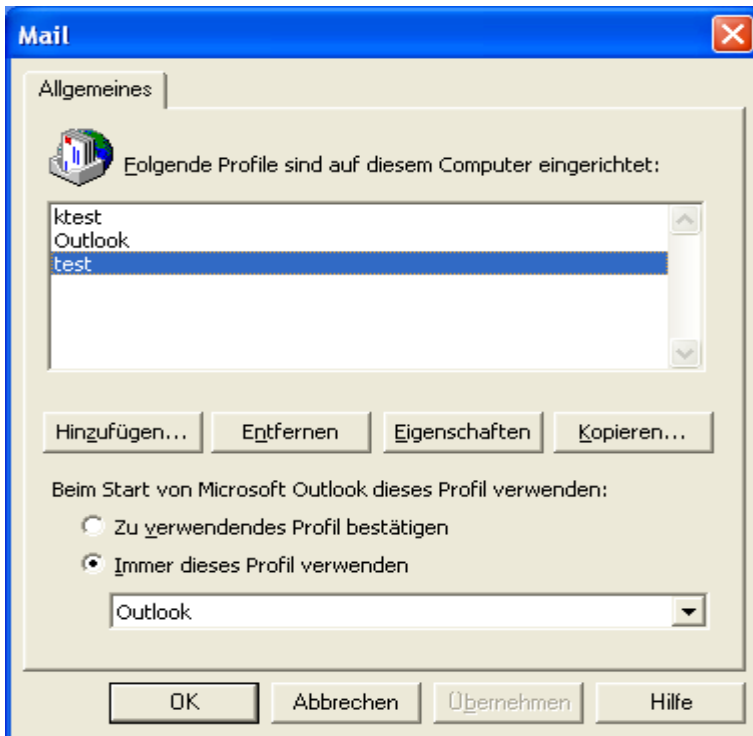 Mail
Allgemeines
Folgende Profile sind auf diesem Computer eingerichtet:
ktest
Outlook
test
Hinzufügen... Entfernen Eigenschaften Kopieren...
Beim Start von Microsoft Outlook dieses Profil verwenden:
Zu verwendendes Profil bestätigen
Immer dieses Profil verwenden
Outlook
OK Abbrechen Übernehmen Hilfe